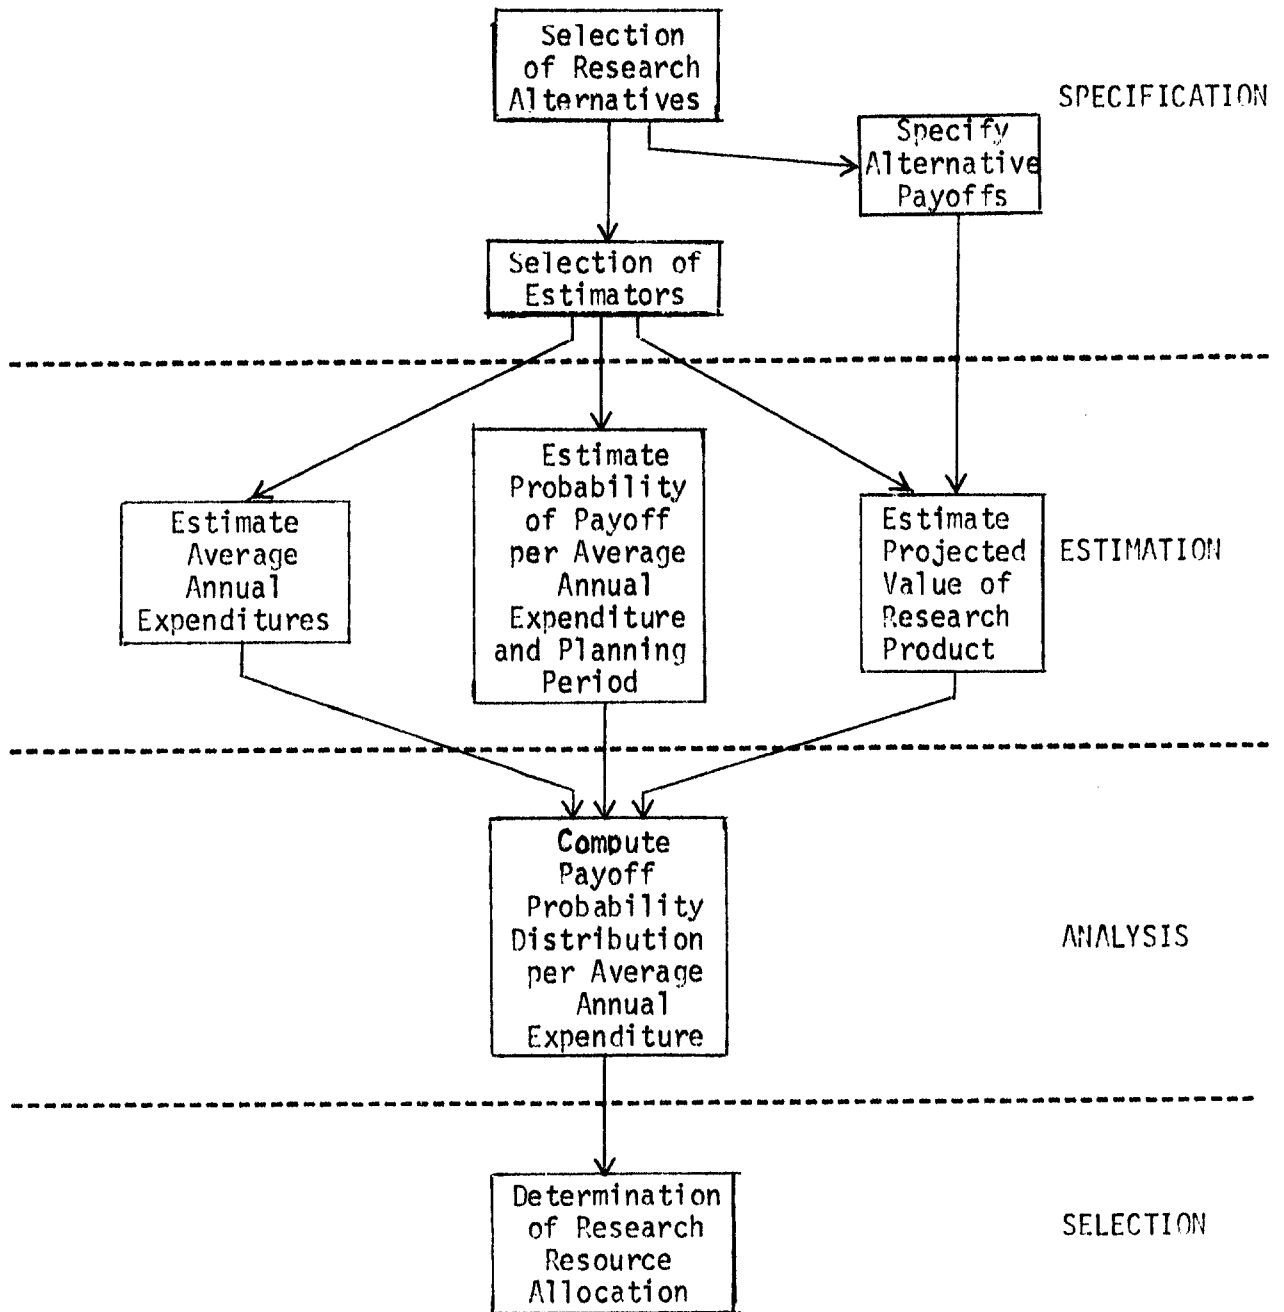 Selection
of Research
Alternatives
SPECIFICATION
Specify
Alternative
Payoffs
Selection of
Estimators
Estimate
Average
Annual
Expenditures
Estimate
Probability
of Payoff
per Average
Annual
Expenditure
and Planning
Period
Estimate
Projected
Value of
Research
Product
ESTIMATION
Compute
Payoff
Probability
Distribution
per Average
Annual
Expenditure
ANALYSIS
Determination
of Research
Resource
Allocation
SELECTION